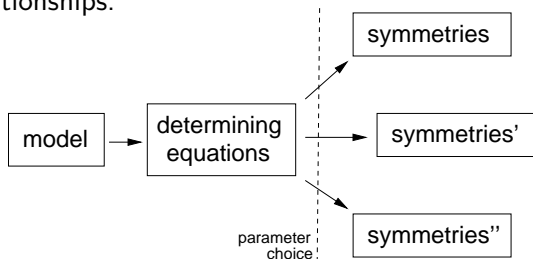 tionships.
symmetries
model
determining
equations
symmetries'
parameter
choice
symmetries''